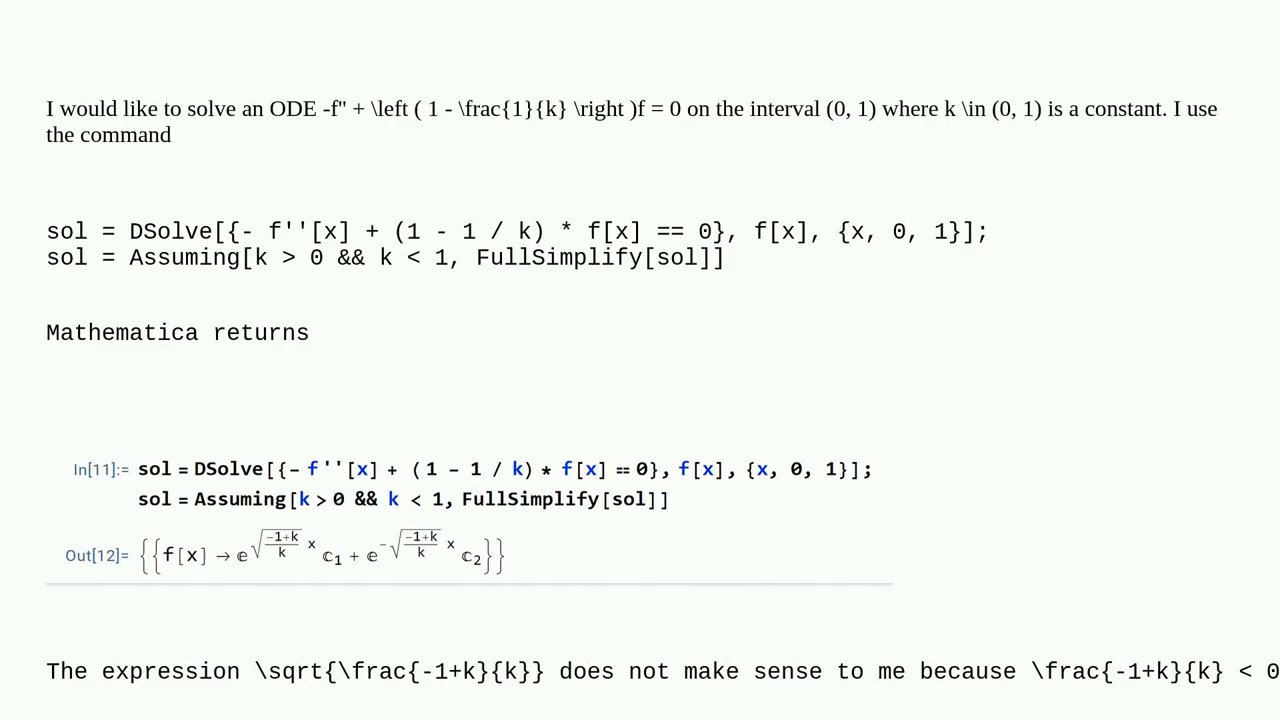 I would like to solve an ODE -f" + \left ( 1 - \frac{1}{k} \right )f = 0 on the interval (0, 1) where k \in (0, 1) is a constant. I use
the command
sol = DSolve[{- f''[x] + (1 - 1 / k) * f[x] == 0}, f[x], {x, 0, 1}];
sol = Assuming[k > 0 && k < 1, FullSimplify[sol]]
Mathematica returns
In[11]:= sol = DSolve[{- f''[x] + (1 - 1 / k) * f[x] == 0}, f[x], {x, 0, 1}];
sol = Assuming[k > 0 && k < 1, FullSimplify[sol]]
Out[12]= {{f[x] → ⅇ^(√((-1+k)/k) x) ℂ₁ + ⅇ^(-√((-1+k)/k) x) ℂ₂}}
The expression \sqrt{\frac{-1+k}{k}} does not make sense to me because \frac{-1+k}{k} < 0